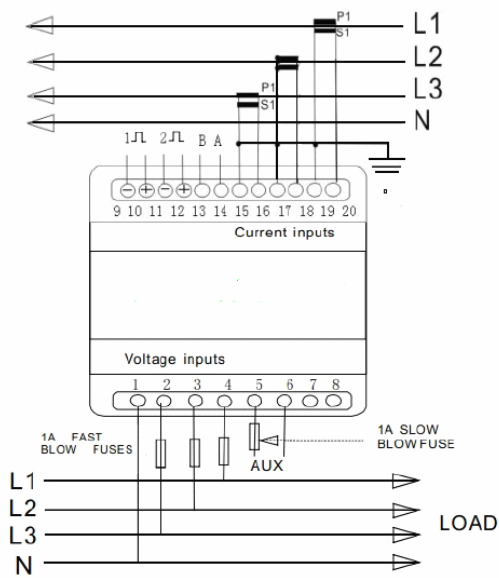 P1
L1
S1
L2
P1
L3
S1
N
1 2 B A
9 10 11 12 13 14 15 16 17 18 19 20
Current inputs
Voltage inputs
1 2 3 4 5 6 7 8
1A FAST
BLOW FUSES
1A SLOW
BLOW FUSE
AUX
L1
L2
L3
LOAD
N